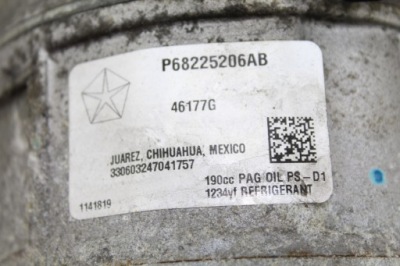 P68225206AB
46177G
JUAREZ, CHIHUAHUA, MEXICO
330603247041757
190cc PAG OIL PS-D1
1234yf REFRIGERANT
1141819